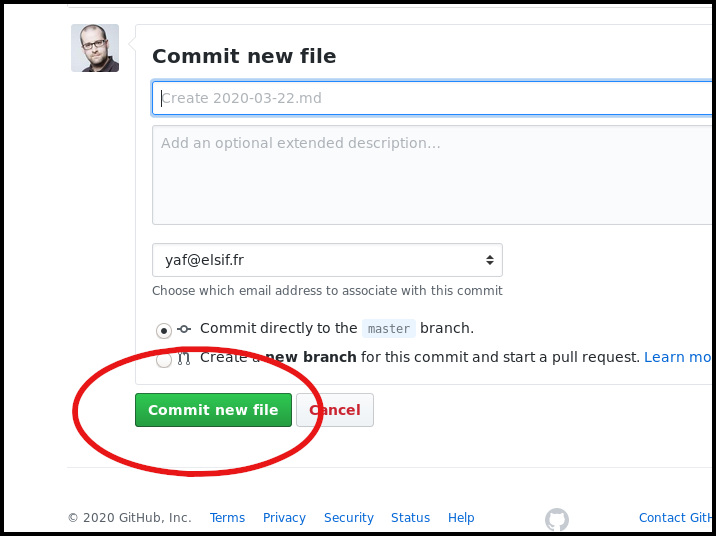 Commit new file
Create 2020-03-22.md
Add an optional extended description…
yaf@elsif.fr
Choose which email address to associate with this commit
Commit directly to the master branch.
Create a new branch for this commit and start a pull request. Learn mo
Commit new file Cancel
© 2020 GitHub, Inc. Terms Privacy Security Status Help Contact GitH